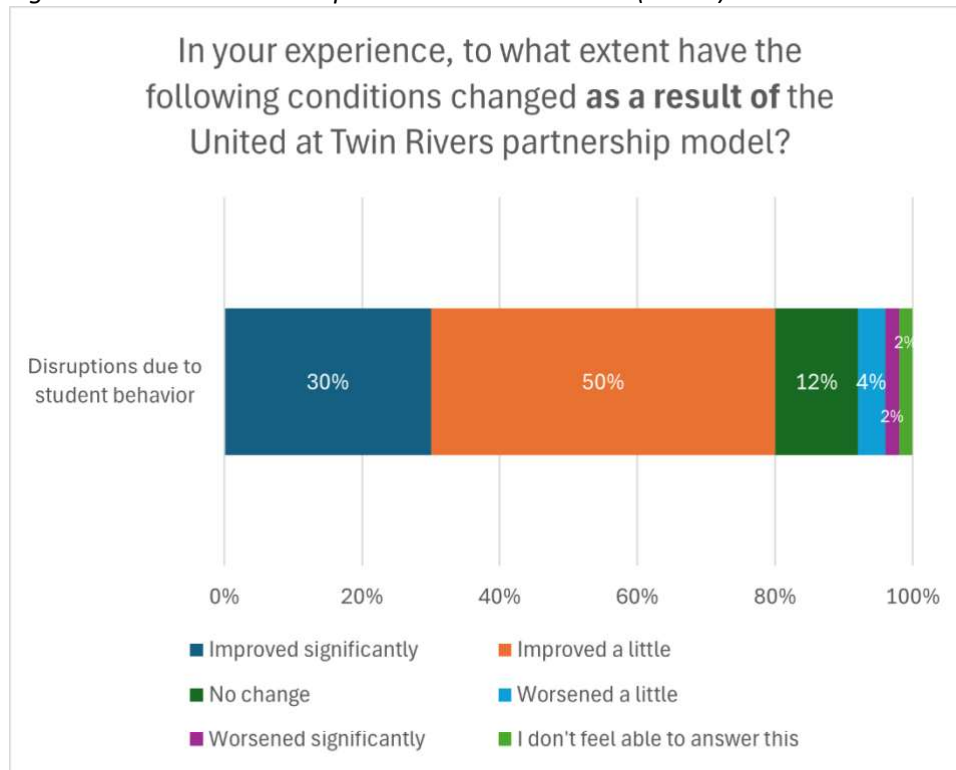 In your experience, to what extent have the
following conditions changed as a result of the
United at Twin Rivers partnership model?
Disruptions due to
student behavior
30%
50%
12%
4%
2%
2%
0%
20%
40%
60%
80%
100%
Improved significantly
Improved a little
No change
Worsened a little
Worsened significantly
I don't feel able to answer this